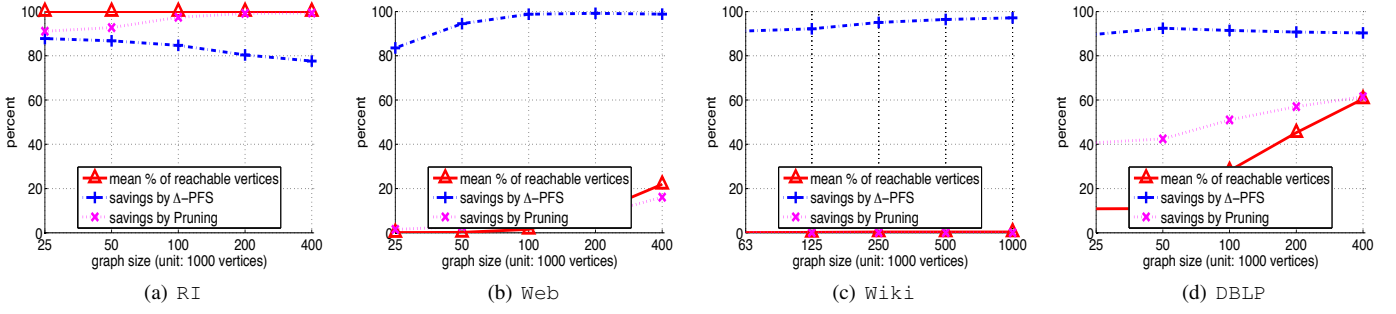 100
80
60
40
20
0
percent
mean % of reachable vertices
savings by Δ−PFS
savings by Pruning
25 50 100 200 400
graph size (unit: 1000 vertices)
(a) RI
100
80
60
40
20
0
percent
mean % of reachable vertices
savings by Δ−PFS
savings by Pruning
25 50 100 200 400
graph size (unit: 1000 vertices)
(b) Web
100
80
60
40
20
0
percent
mean % of reachable vertices
savings by Δ−PFS
savings by Pruning
63 125 250 500 1000
graph size (unit: 1000 vertices)
(c) Wiki
100
80
60
40
20
0
percent
mean % of reachable vertices
savings by Δ−PFS
savings by Pruning
25 50 100 200 400
graph size (unit: 1000 vertices)
(d) DBLP